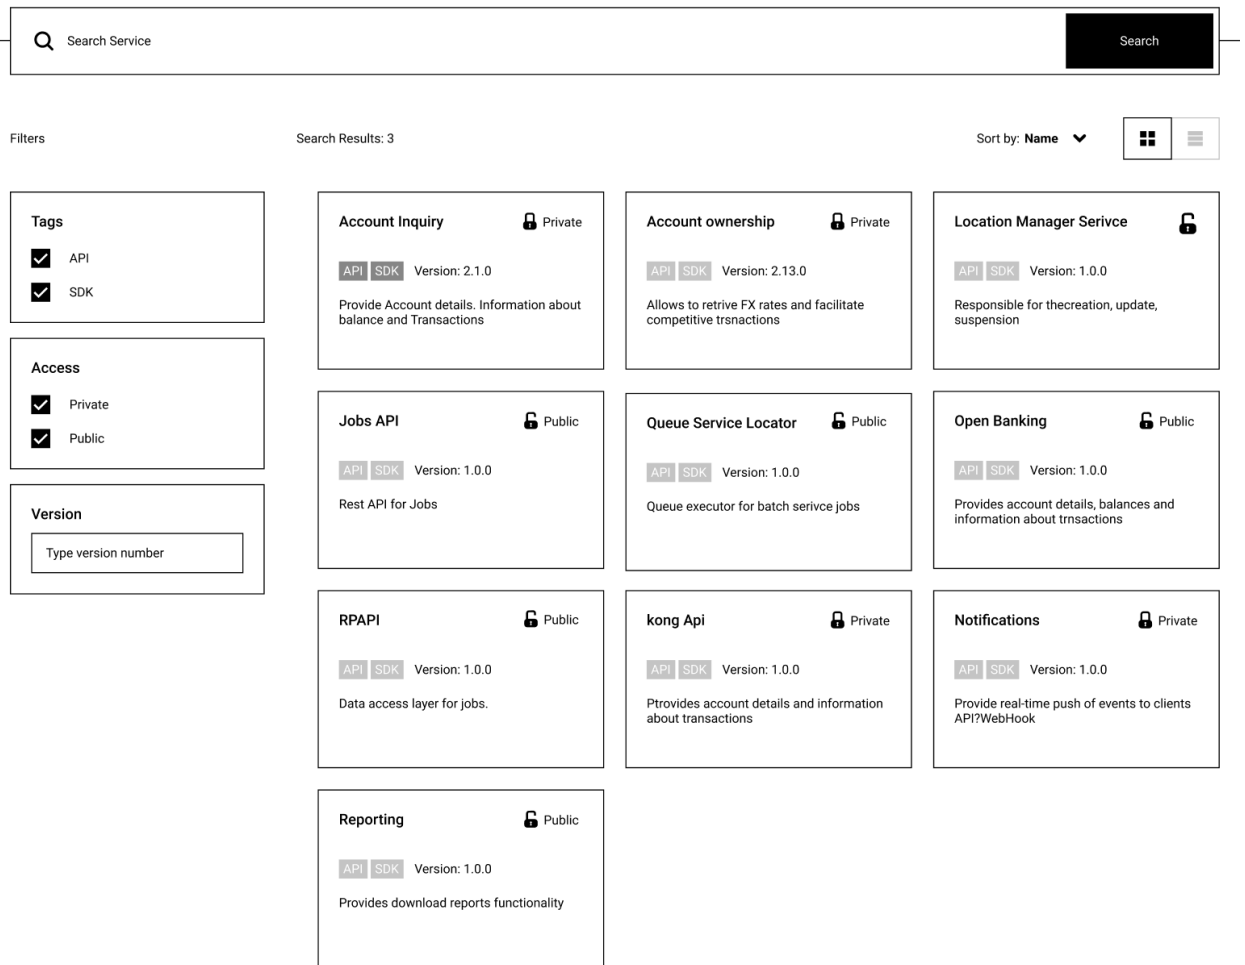 Search Service
Search
Filters
Search Results: 3
Sort by: Name
Tags
API
SDK
Access
Private
Public
Version
Type version number
Account Inquiry
Private
API SDK Version: 2.1.0
Provide Account details. Information about
balance and Transactions
Account ownership
Private
API SDK Version: 2.13.0
Allows to retrive FX rates and facilitate
competitive trsnactions
Location Manager Serivce
API SDK Version: 1.0.0
Responsible for thecreation, update,
suspension
Jobs API
Public
API SDK Version: 1.0.0
Rest API for Jobs
Queue Service Locator
Public
API SDK Version: 1.0.0
Queue executor for batch serivce jobs
Open Banking
Public
API SDK Version: 1.0.0
Provides account details, balances and
information about trnsactions
RPAPI
Public
API SDK Version: 1.0.0
Data access layer for jobs.
kong Api
Private
API SDK Version: 1.0.0
Ptrovides account details and information
about transactions
Notifications
Private
API SDK Version: 1.0.0
Provide real-time push of events to clients
API?WebHook
Reporting
Public
API SDK Version: 1.0.0
Provides download reports functionality